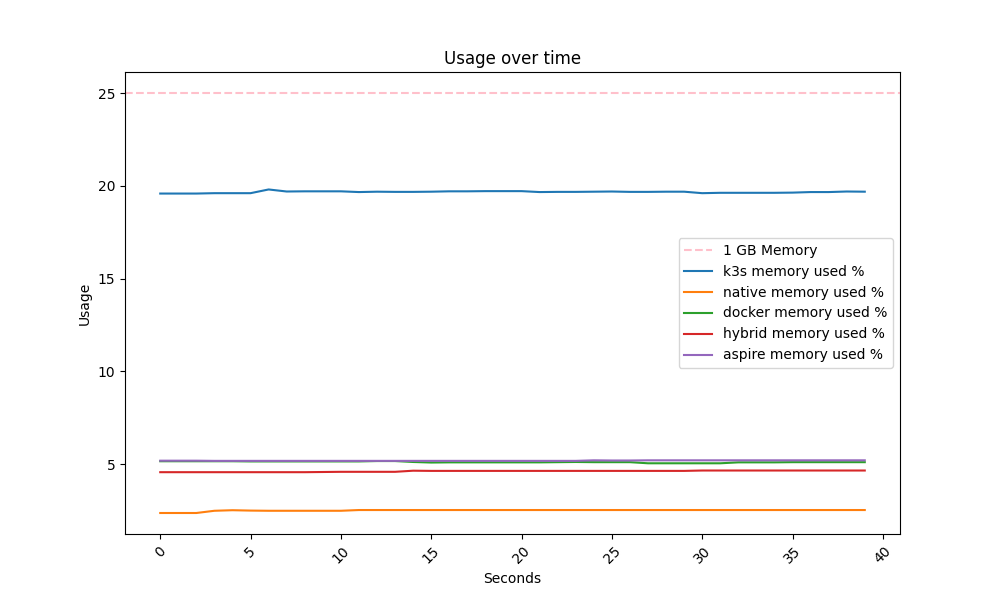 Usage over time
25
20
15
10
5
Usage
1 GB Memory
k3s memory used %
native memory used %
docker memory used %
hybrid memory used %
aspire memory used %
0
5
10
15
20
25
30
35
40
Seconds